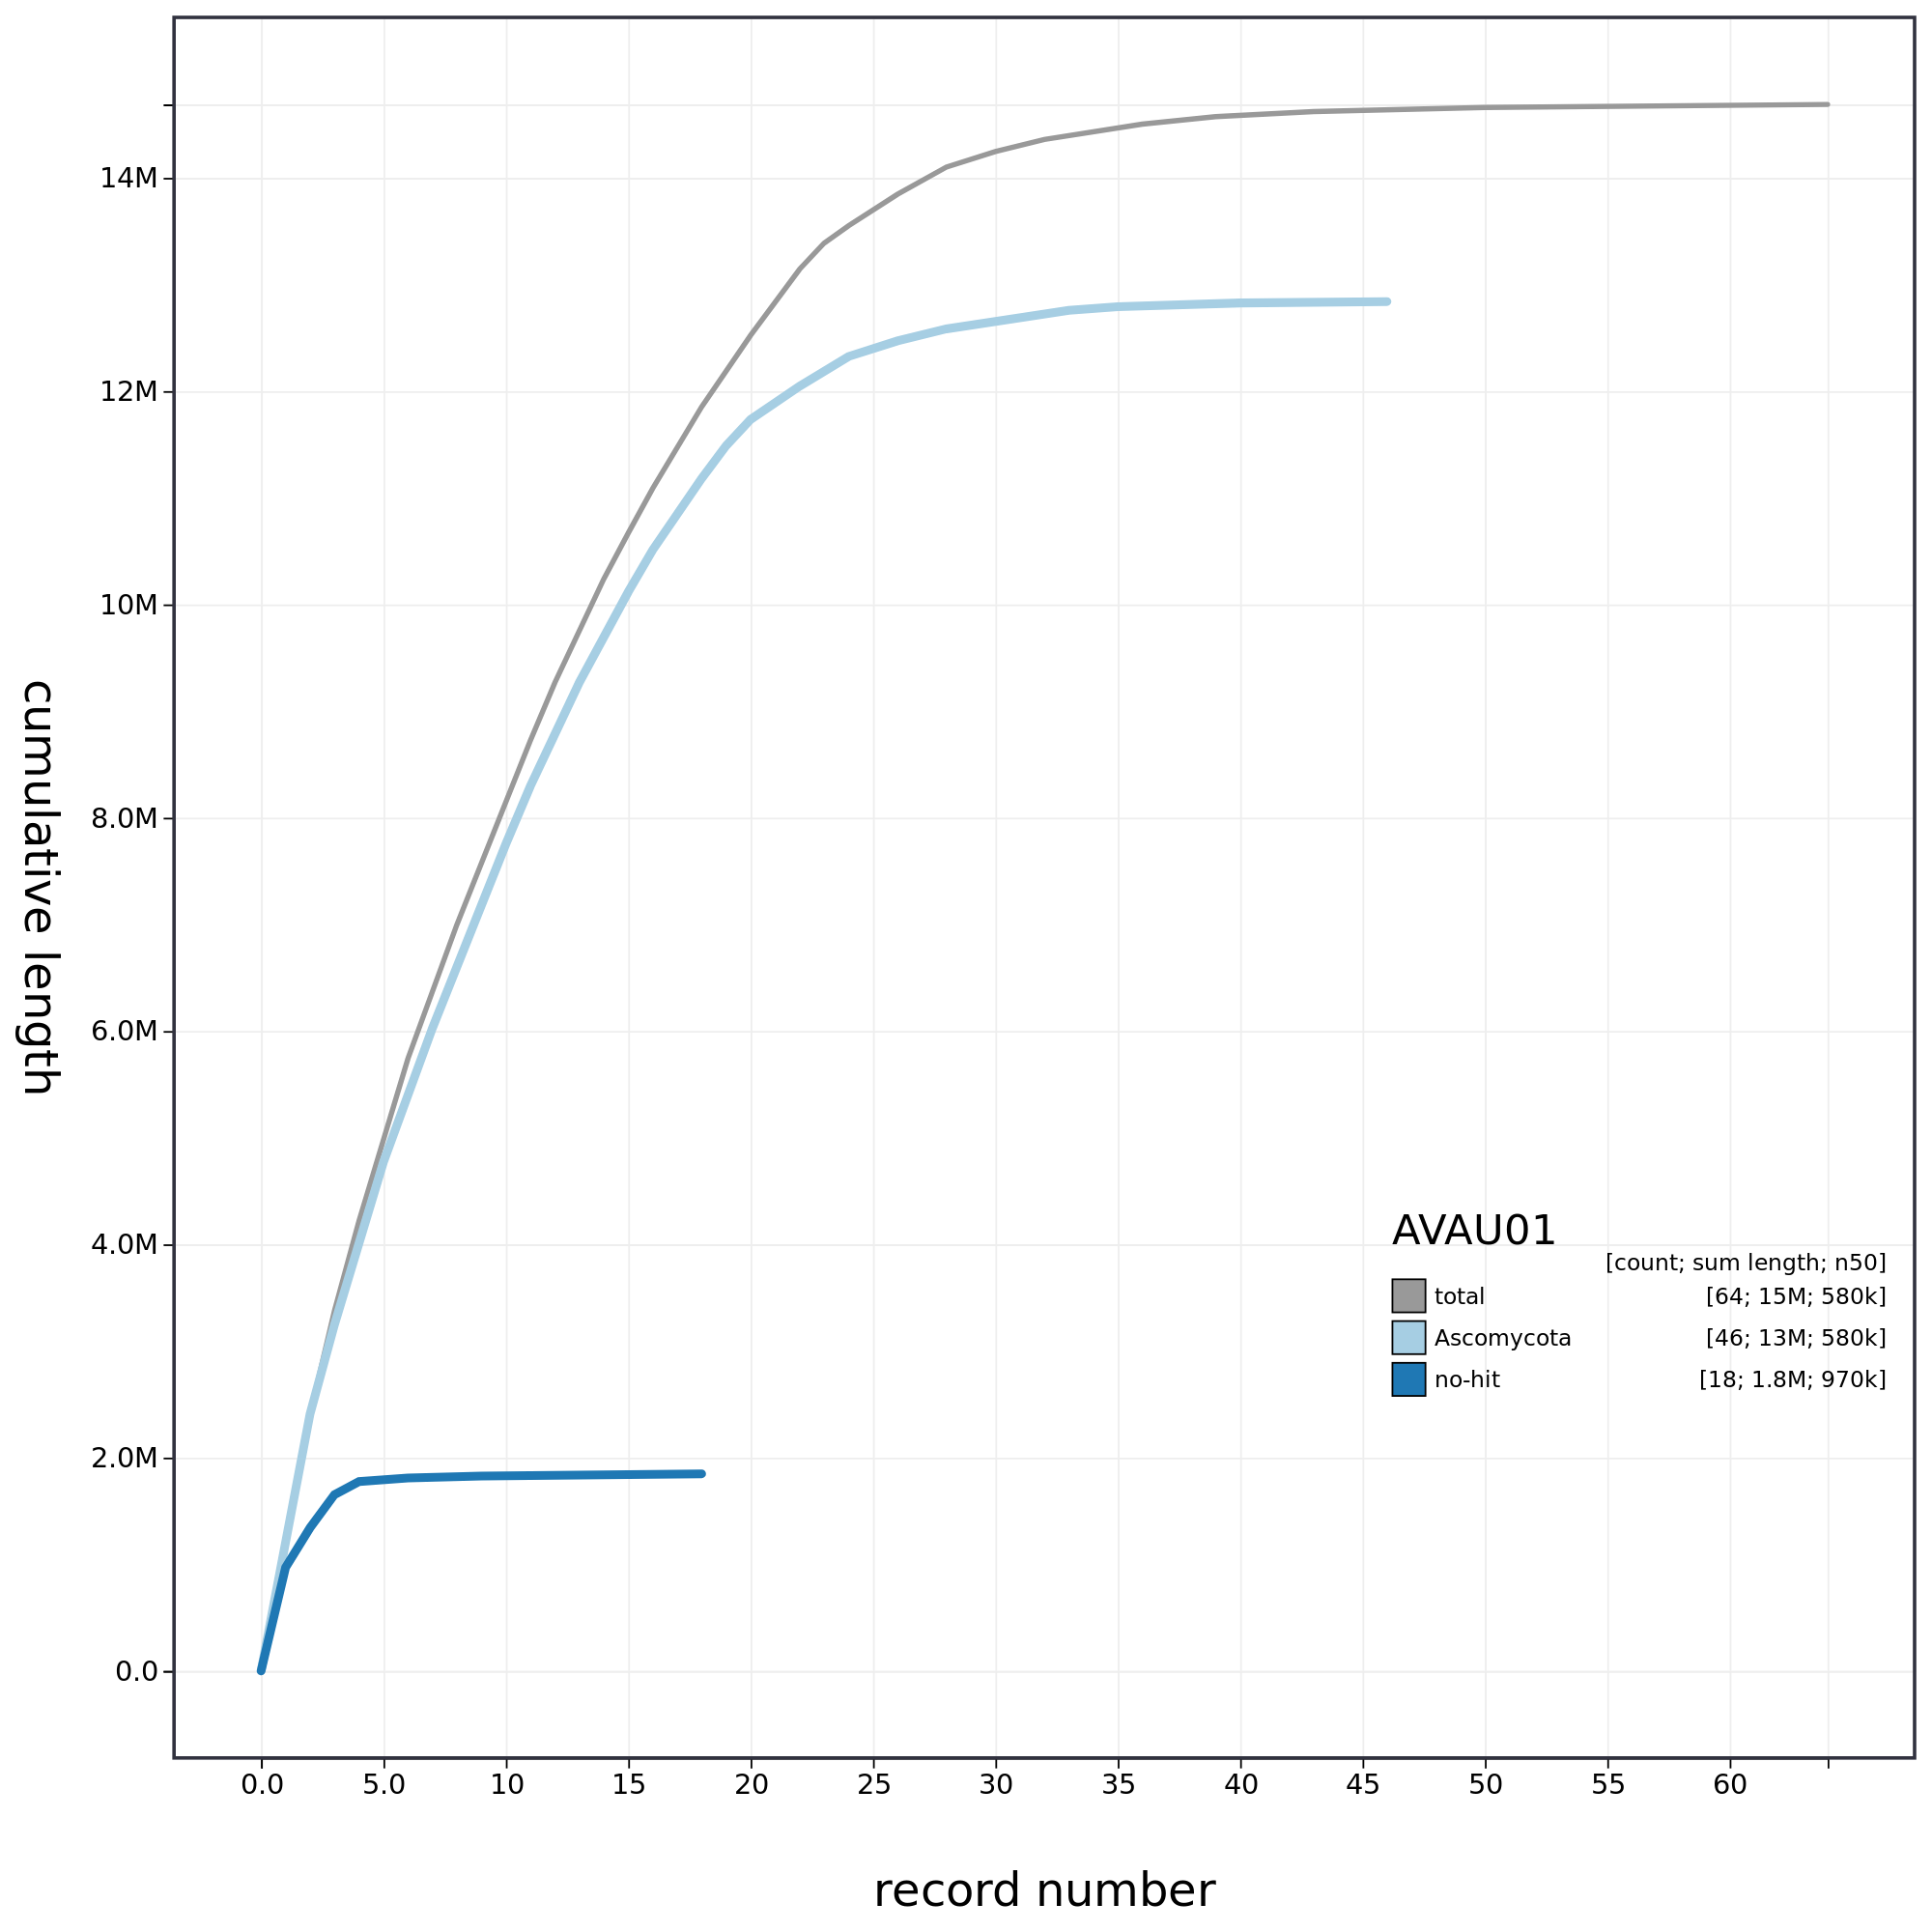 cumulative length
14M
12M
10M
8.0M
6.0M
4.0M
2.0M
0.0
AVAU01
[count; sum length; n50]
total [64; 15M; 580k]
Ascomycota [46; 13M; 580k]
no-hit [18; 1.8M; 970k]
0.0 5.0 10 15 20 25 30 35 40 45 50 55 60
record number